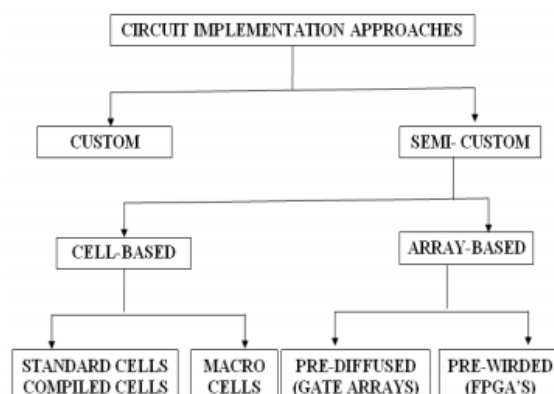 CIRCUIT IMPLEMENTATION APPROACHES
CUSTOM
SEMI- CUSTOM
CELL-BASED
ARRAY-BASED
STANDARD CELLS
COMPILED CELLS
MACRO
CELLS
PRE-DIFFUSED
(GATE ARRAYS)
PRE-WIRDED
(FPGA'S)